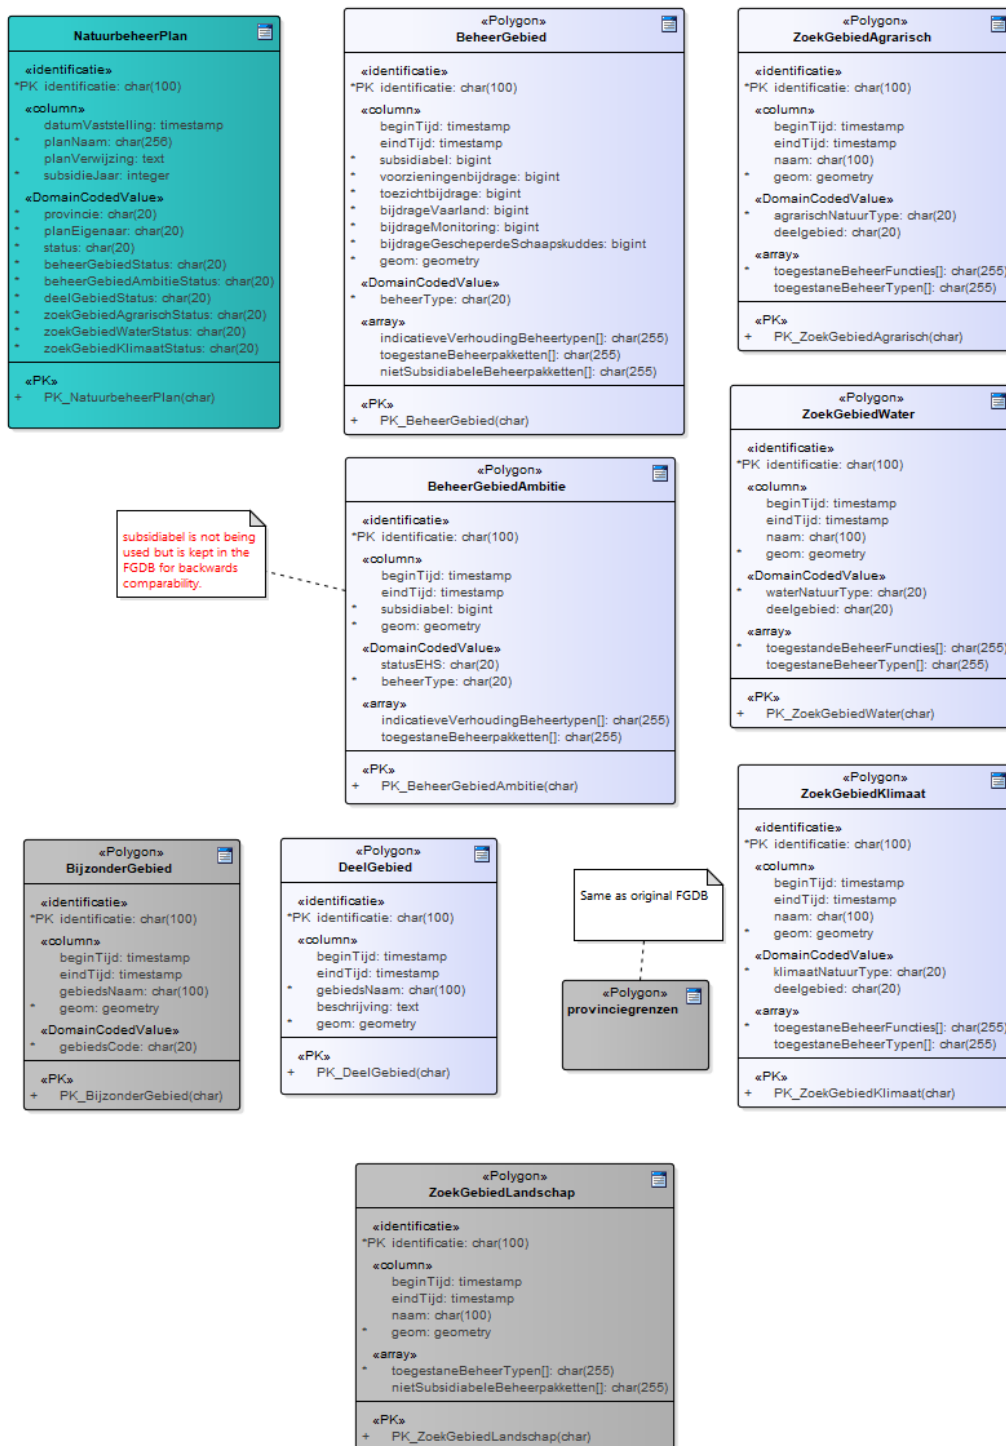 NatuurbeheerPlan
«identificatie»
*PK identificatie: char(100)
«column»
datumVaststelling: timestamp
* planNaam: char(256)
planVerwijzing: text
* subsidieJaar: integer
«DomainCodedValue»
* provincie: char(20)
* planEigenaar: char(20)
* status: char(20)
* beheerGebiedStatus: char(20)
* beheerGebiedAmbitieStatus: char(20)
* deelGebiedStatus: char(20)
* zoekGebiedAgrarischStatus: char(20)
* zoekGebiedWaterStatus: char(20)
* zoekGebiedKlimaatStatus: char(20)
«PK»
+ PK_NatuurbeheerPlan(char)
«Polygon»
BeheerGebied
«identificatie»
*PK identificatie: char(100)
«column»
beginTijd: timestamp
eindTijd: timestamp
* subsidiabel: bigint
* voorzieningenbijdrage: bigint
* toezichtbijdrage: bigint
* bijdrageVaarland: bigint
* bijdrageMonitoring: bigint
* bijdrageGescheperdeSchaapskuddes: bigint
* geom: geometry
«DomainCodedValue»
* beheerType: char(20)
«array»
indicatieveVerhoudingBeheertypen[]: char(255)
toegestaneBeheerpakketten[]: char(255)
nietSubsidiabeleBeheerpakketten[]: char(255)
«PK»
+ PK_BeheerGebied(char)
«Polygon»
ZoekGebiedAgrarisch
«identificatie»
*PK identificatie: char(100)
«column»
beginTijd: timestamp
eindTijd: timestamp
naam: char(100)
* geom: geometry
«DomainCodedValue»
* agrarischNatuurType: char(20)
deelgebied: char(20)
«array»
* toegestaneBeheerFuncties[]: char(255)
toegestaneBeheerTypen[]: char(255)
«PK»
+ PK_ZoekGebiedAgrarisch(char)
«Polygon»
ZoekGebiedWater
«identificatie»
*PK identificatie: char(100)
«column»
beginTijd: timestamp
eindTijd: timestamp
naam: char(100)
* geom: geometry
«DomainCodedValue»
* waterNatuurType: char(20)
deelgebied: char(20)
«array»
* toegestandeBeheerFuncties[]: char(255)
toegestaneBeheerTypen[]: char(255)
«PK»
+ PK_ZoekGebiedWater(char)
subsidiabel is not being
used but is kept in the
FGDB for backwards
comparability.
«Polygon»
BeheerGebiedAmbitie
«identificatie»
*PK identificatie: char(100)
«column»
beginTijd: timestamp
eindTijd: timestamp
* subsidiabel: bigint
* geom: geometry
«DomainCodedValue»
statusEHS: char(20)
* beheerType: char(20)
«array»
indicatieveVerhoudingBeheertypen[]: char(255)
toegestaneBeheerpakketten[]: char(255)
«PK»
+ PK_BeheerGebiedAmbitie(char)
«Polygon»
ZoekGebiedKlimaat
«identificatie»
*PK identificatie: char(100)
«column»
beginTijd: timestamp
eindTijd: timestamp
naam: char(100)
* geom: geometry
«DomainCodedValue»
* klimaatNatuurType: char(20)
deelgebied: char(20)
«array»
* toegestaneBeheerFuncties[]: char(255)
toegestaneBeheerTypen[]: char(255)
«PK»
+ PK_ZoekGebiedKlimaat(char)
«Polygon»
BijzonderGebied
«identificatie»
*PK identificatie: char(100)
«column»
beginTijd: timestamp
eindTijd: timestamp
gebiedsNaam: char(100)
* geom: geometry
«DomainCodedValue»
* gebiedsCode: char(20)
«PK»
+ PK_BijzonderGebied(char)
«Polygon»
DeelGebied
«identificatie»
*PK identificatie: char(100)
«column»
beginTijd: timestamp
eindTijd: timestamp
* gebiedsNaam: char(100)
beschrijving: text
* geom: geometry
«PK»
+ PK_DeelGebied(char)
Same as original FGDB
«Polygon»
provinciegrenzen
«Polygon»
ZoekGebiedLandschap
«identificatie»
*PK identificatie: char(100)
«column»
beginTijd: timestamp
eindTijd: timestamp
naam: char(100)
* geom: geometry
«array»
* toegestaneBeheerTypen[]: char(255)
nietSubsidiabeleBeheerpakketten[]: char(255)
«PK»
+ PK_ZoekGebiedLandschap(char)